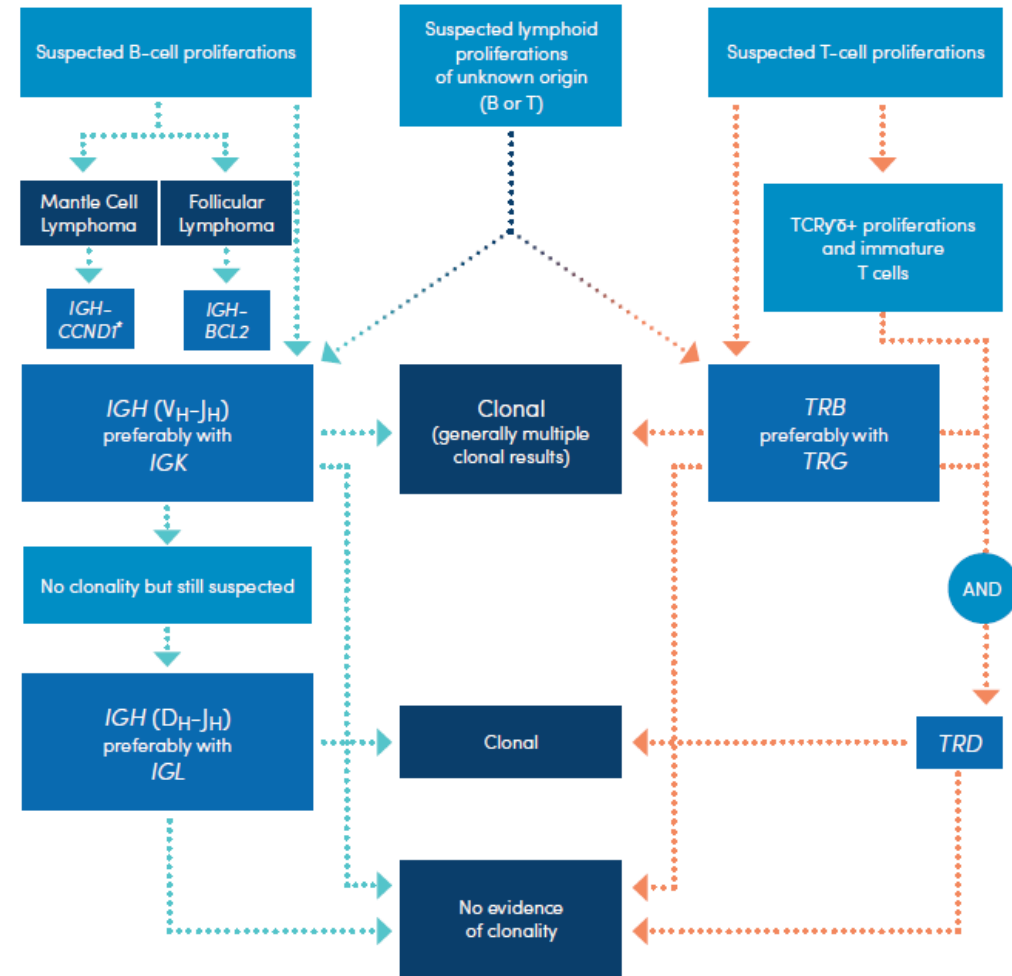 Suspected B-cell proliferations
Suspected lymphoid
proliferations
of unknown origin
(B or T)
Suspected T-cell proliferations
Mantle Cell
Lymphoma
Follicular
Lymphoma
TCRγδ+ proliferations
and immature
T cells
IGH-
CCND1*
IGH-
BCL2
IGH (VH-JH)
preferably with
IGK
Clonal
(generally multiple
clonal results)
TRB
preferably with
TRG
No clonality but still suspected
AND
IGH (DH-JH)
preferably with
IGL
Clonal
TRD
No evidence
of clonality